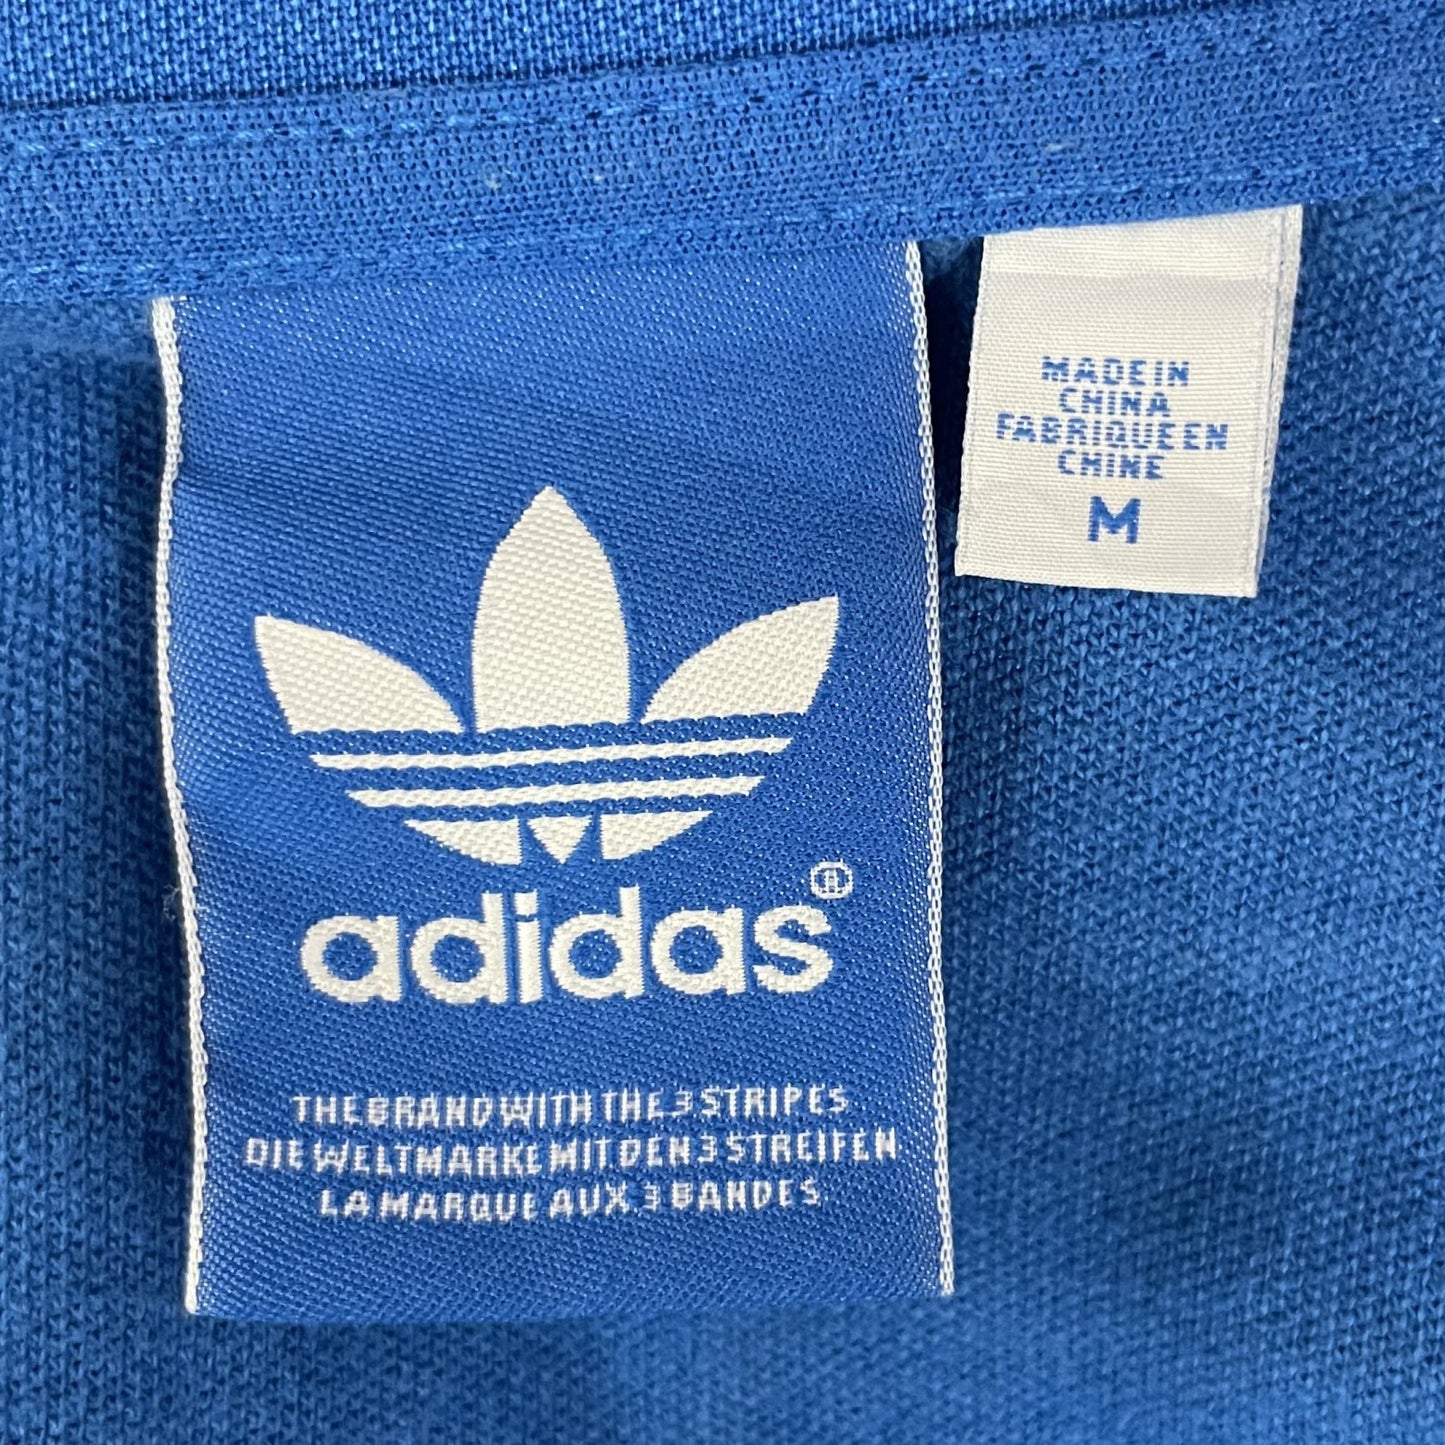 MADE IN
CHINA
FABRIQUE EN
CHINE
M
adidas®
THE BRAND WITH THE 3 STRIPES
DIE WELTMARKE MIT DEN 3 STREIFEN
LA MARQUE AUX 3 BANDES